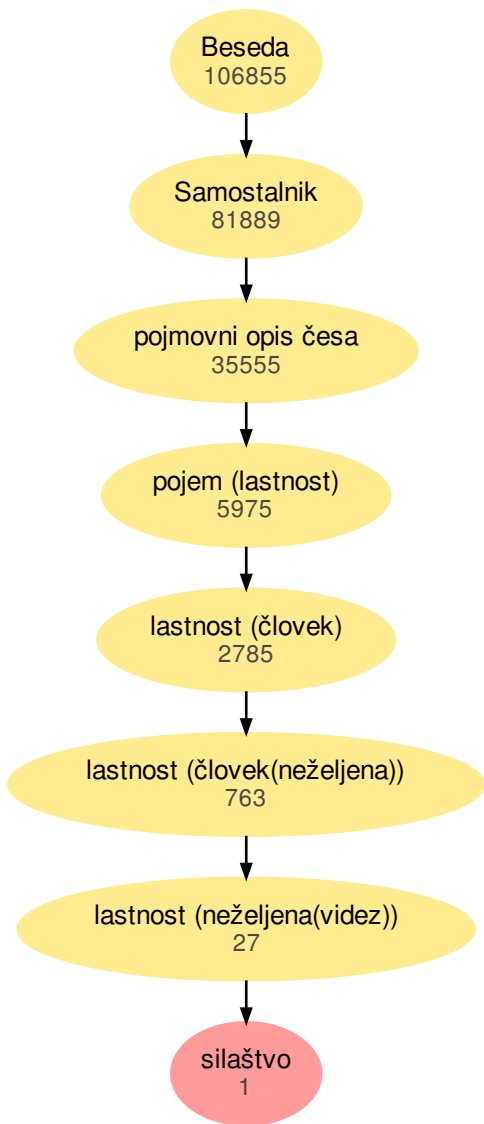 Beseda
106855
Samostalnik
81889
pojmovni opis česa
35555
pojem (lastnost)
5975
lastnost (človek)
2785
lastnost (človek(neželjena))
763
lastnost (neželjena(videz))
27
silaštvo
1